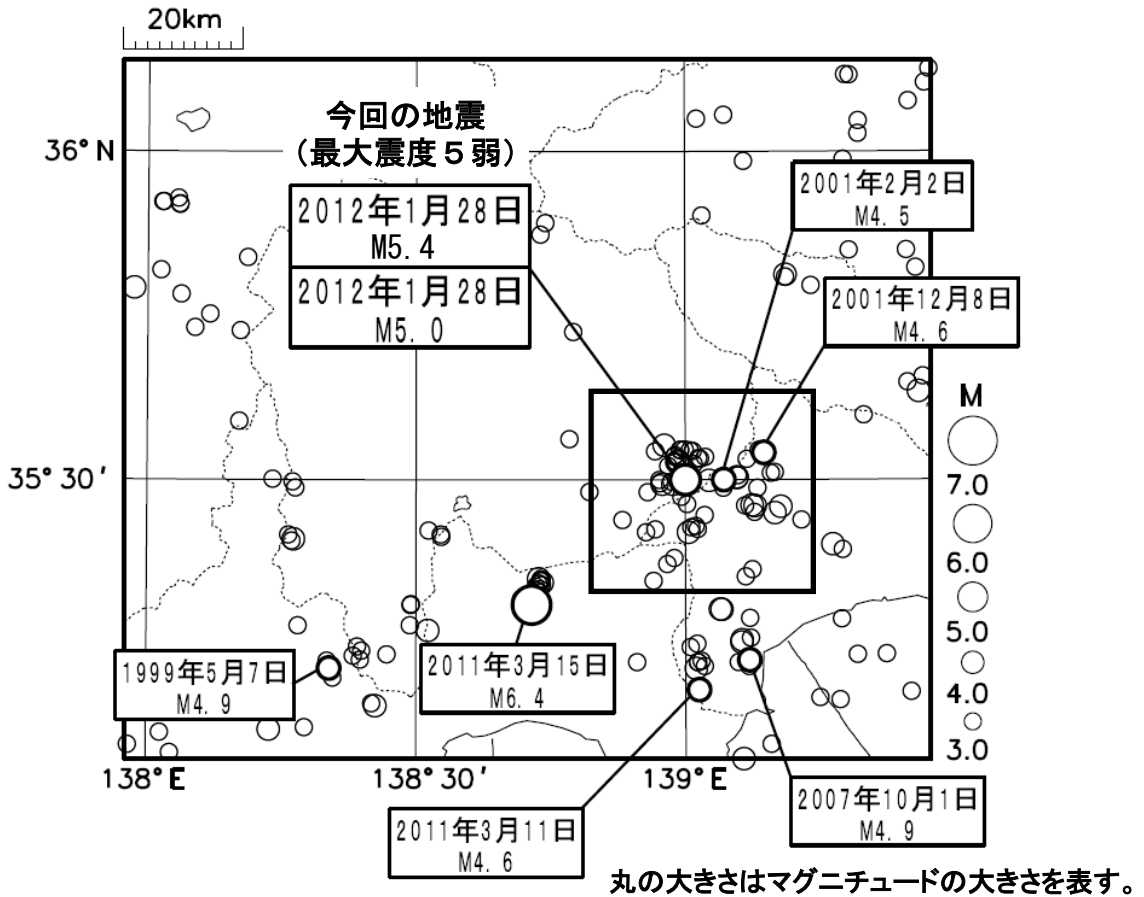 20km
36°N
今回の地震
（最大震度５弱）
2012年1月28日
M5.4
2012年1月28日
M5.0
2001年2月2日
M4.5
2001年12月8日
M4.6
35°30′
M
7.0
6.0
5.0
4.0
3.0
1999年5月7日
M4.9
2011年3月15日
M6.4
138°E
138°30′
139°E
2011年3月11日
M4.6
2007年10月1日
M4.9
丸の大きさはマグニチュードの大きさを表す。